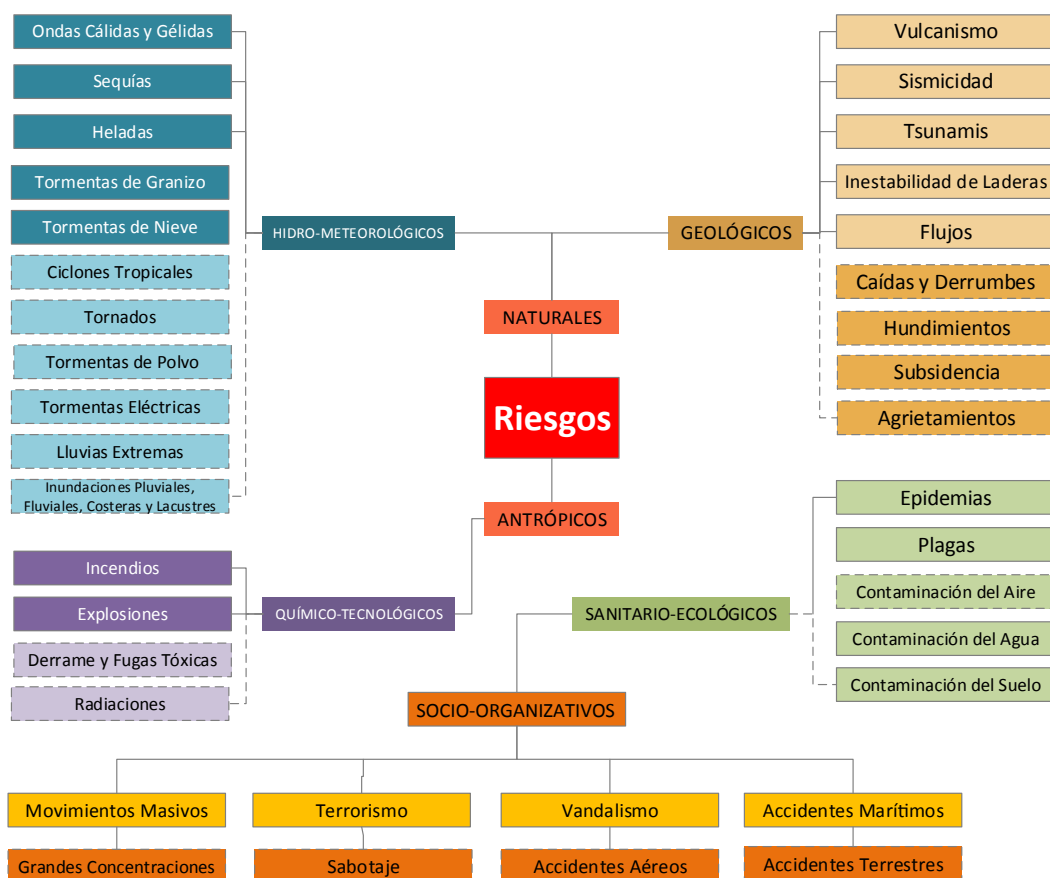 Ondas Cálidas y Gélidas
Sequías
Heladas
Tormentas de Granizo
Tormentas de Nieve
Ciclones Tropicales
Tornados
Tormentas de Polvo
Tormentas Eléctricas
Lluvias Extremas
Inundaciones Pluviales,
Fluviales, Costeras y Lacustres
HIDRO-METEOROLÓGICOS
GEOLÓGICOS
Vulcanismo
Sismicidad
Tsunamis
Inestabilidad de Laderas
Flujos
Caídas y Derrumbes
Hundimientos
Subsidencia
Agrietamientos
NATURALES
Riesgos
ANTRÓPICOS
Incendios
Explosiones
Derrame y Fugas Tóxicas
Radiaciones
QUÍMICO-TECNOLÓGICOS
SANITARIO-ECOLÓGICOS
Epidemias
Plagas
Contaminación del Aire
Contaminación del Agua
Contaminación del Suelo
SOCIO-ORGANIZATIVOS
Movimientos Masivos
Terrorismo
Vandalismo
Accidentes Marítimos
Grandes Concentraciones
Sabotaje
Accidentes Aéreos
Accidentes Terrestres